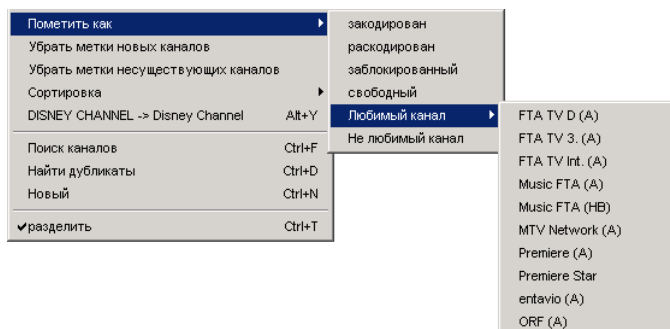 Пометить как
Убрать метки новых каналов
Убрать метки несуществующих каналов
Сортировка
DISNEY CHANNEL -> Disney Channel Alt+Y
Поиск каналов Ctrl+F
Найти дубликаты Ctrl+D
Новый Ctrl+N
✔разделить Ctrl+T
закодирован
раскодирован
заблокированный
свободный
Любимый канал
Не любимый канал
FTA TV D (A)
FTA TV 3. (A)
FTA TV Int. (A)
Music FTA (A)
Music FTA (HB)
MTV Network (A)
Premiere (A)
Premiere Star
entavio (A)
ORF (A)